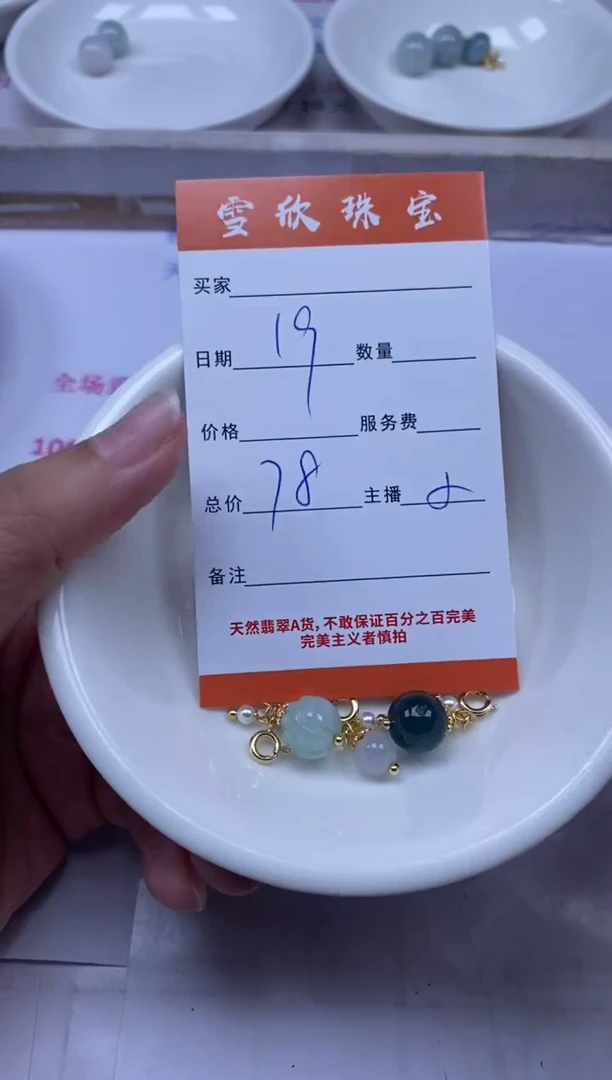 雪欣珠宝
买家
日期 19 数量
价格 服务费
总价 78 主播
备注
天然翡翠A货,不敢保证百分之百完美
完美主义者慎拍
全场